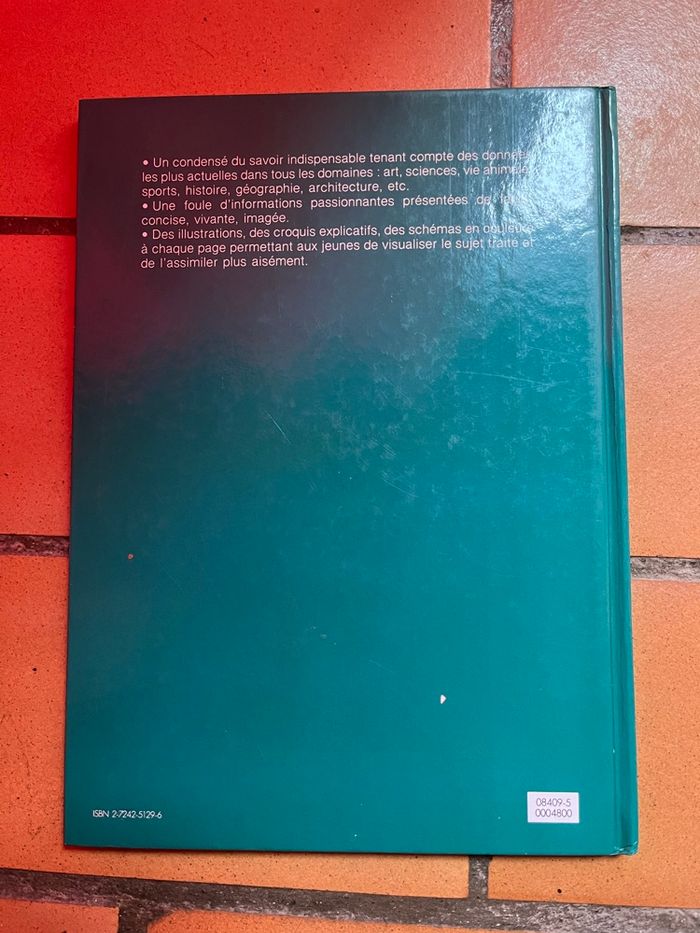 • Un condensé du savoir indispensable tenant compte des données
les plus actuelles dans tous les domaines : art, sciences, vie animale,
sports, histoire, géographie, architecture, etc.
• Une foule d'informations passionnantes présentées de façon
concise, vivante, imagée.
• Des illustrations, des croquis explicatifs, des schémas en couleurs
à chaque page permettant aux jeunes de visualiser le sujet traité et
de l'assimiler plus aisément.
ISBN 2-7242-5129-6
08409-5
0004800